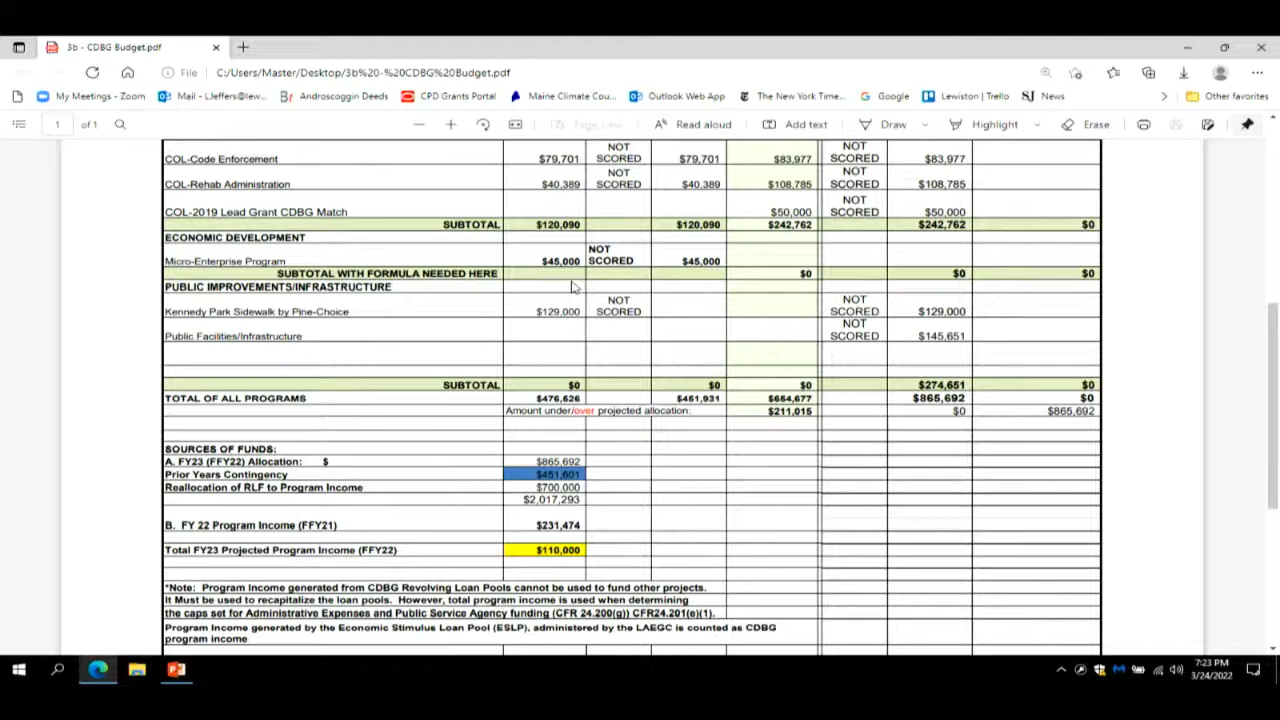 3b - CDBG Budget.pdf
File C:/Users/Master/Desktop/3b%20-%20CDBG%20Budget.pdf
My Meetings - Zoom Mail - LJeffers@lew... Androscoggin Deeds CPD Grants Portal Maine Climate Cou... Outlook Web App The New York Time... Google Lewiston | Trello News Other favorites
1 of 1 Page view Read aloud Add text Draw Highlight Erase
COL-Code Enforcement $79,701 NOT SCORED $79,701 $83,977 NOT SCORED $83,977
COL-Rehab Administration $40,389 NOT SCORED $40,389 $108,785 NOT SCORED $108,785
COL-2019 Lead Grant CDBG Match $50,000 NOT SCORED $50,000
SUBTOTAL $120,090 $120,090 $242,762 $242,762 $0
ECONOMIC DEVELOPMENT
Micro-Enterprise Program $45,000 NOT SCORED $45,000
SUBTOTAL WITH FORMULA NEEDED HERE $0 $0 $0
PUBLIC IMPROVEMENTS/INFRASTRUCTURE
Kennedy Park Sidewalk by Pine-Choice $129,000 NOT SCORED NOT SCORED $129,000
Public Facilities/Infrastructure NOT SCORED $145,651
SUBTOTAL $0 $0 $0 $274,651 $0
TOTAL OF ALL PROGRAMS $476,526 $451,931 $654,677 $865,692 $0
Amount under/over projected allocation: $211,015 $0 $865,692
SOURCES OF FUNDS:
A. FY23 (FFY22) Allocation: $ $865,692
Prior Years Contingency $451,601
Reallocation of RLF to Program Income $700,000
$2,017,293
B. FY 22 Program Income (FFY21) $231,474
Total FY23 Projected Program Income (FFY22) $110,000
*Note: Program Income generated from CDBG Revolving Loan Pools cannot be used to fund other projects.
It Must be used to recapitalize the loan pools. However, total program income is used when determining
the caps set for Administrative Expenses and Public Service Agency funding (CFR 24.200(g)) CFR24.201(e)(1).
Program Income generated by the Economic Stimulus Loan Pool (ESLP), administered by the LAEGC is counted as CDBG
program income
7:23 PM
3/24/2022